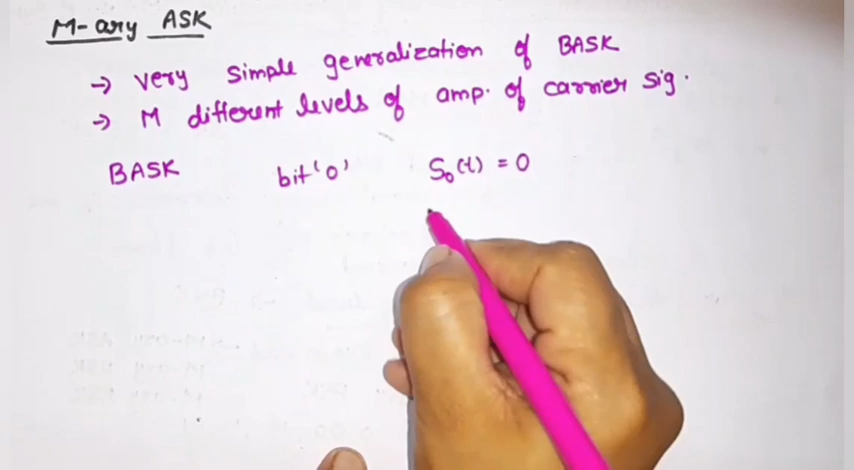 M-ary ASK
→ Very simple generalization of BASK
→ M different levels of amp. of carrier sig.
BASK bit '0' S₀(t) = 0